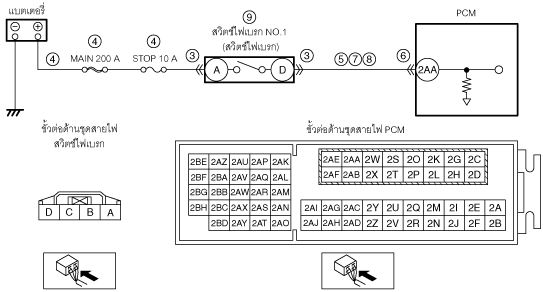 แบตเตอรี่
⑨
PCM
สวิตช์ไฟเบรก NO.1
(สวิตช์ไฟเบรก)
④ ④
④ MAIN 200 A STOP 10 A ③ A D ③ ⑤⑦⑧ ⑥ 2AA
ขั้วต่อด้านชุดสายไฟ
สวิตช์ไฟเบรก
ขั้วต่อด้านชุดสายไฟ PCM
2BE 2AZ 2AU 2AP 2AK 2AE 2AA 2W 2S 2O 2K 2G 2C
2BF 2BA 2AV 2AQ 2AL 2AF 2AB 2X 2T 2P 2L 2H 2D
2BG 2BB 2AW 2AR 2AM
2BH 2BC 2AX 2AS 2AN 2AI 2AG 2AC 2Y 2U 2Q 2M 2I 2E 2A
2BD 2AY 2AT 2AO 2AJ 2AH 2AD 2Z 2V 2R 2N 2J 2F 2B
D C B A